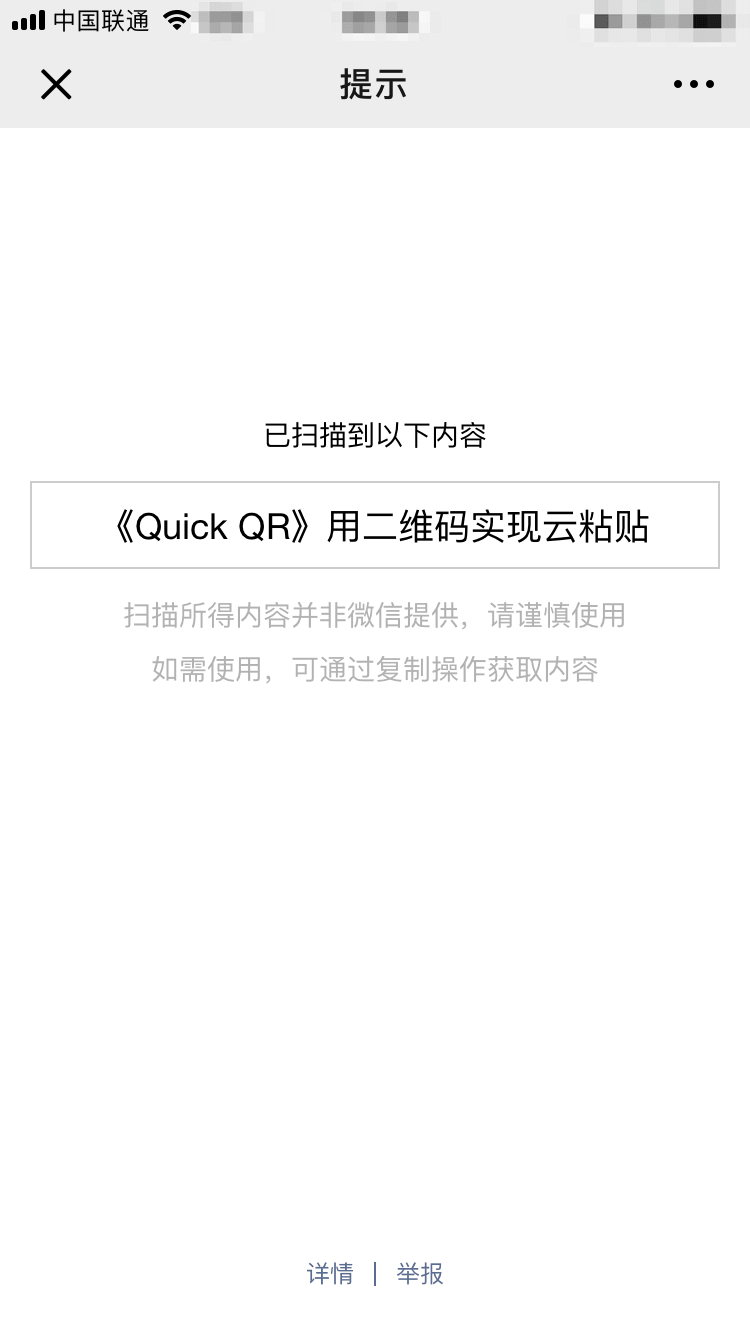 中国联通
提示
已扫描到以下内容
《Quick QR》用二维码实现云粘贴
扫描所得内容并非微信提供，请谨慎使用
如需使用，可通过复制操作获取内容
详情 | 举报